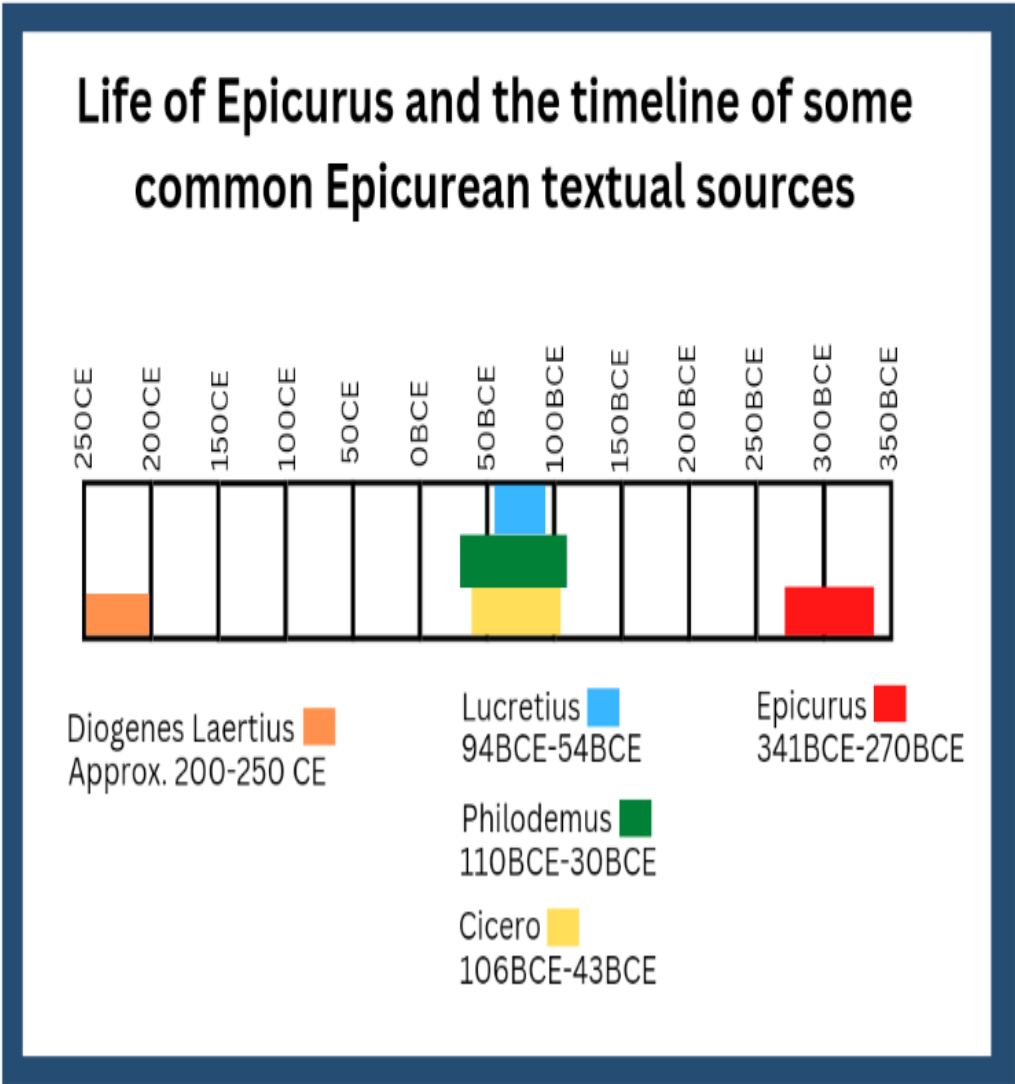 Life of Epicurus and the timeline of some
common Epicurean textual sources
250CE
200CE
150CE
100CE
50CE
0BCE
50BCE
100BCE
150BCE
200BCE
250BCE
300BCE
350BCE
Diogenes Laertius
Approx. 200-250 CE
Lucretius
94BCE-54BCE
Philodemus
110BCE-30BCE
Cicero
106BCE-43BCE
Epicurus
341BCE-270BCE